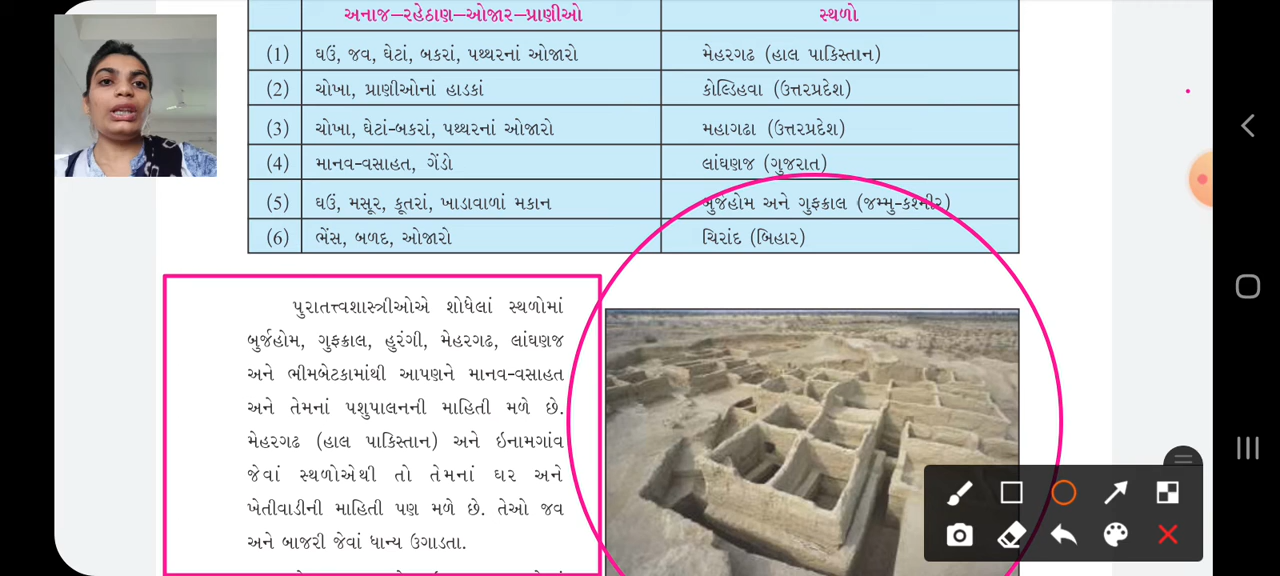 અનાજ–રહેઠાણ–ઓજાર–પ્રાણીઓ સ્થળો
(1) ઘઉં, જવ, ઘેટાં, બકરાં, પથ્થરનાં ઓજારો મેહરગઢ (હાલ પાકિસ્તાન)
(2) ચોખા, પ્રાણીઓનાં હાડકાં કોલ્ડિહવા (ઉત્તરપ્રદેશ)
(3) ચોખા, ઘેટાં-બકરાં, પથ્થરનાં ઓજારો મહાગઢા (ઉત્તરપ્રદેશ)
(4) માનવ-વસાહત, ગેંડો લાંઘણજ (ગુજરાત)
(5) ઘઉં, મસૂર, કૂતરાં, ખાડાવાળાં મકાન બુર્જહોમ અને ગુફક્રાલ (જમ્મુ-કશ્મીર)
(6) ભેંસ, બળદ, ઓજારો ચિરાંદ (બિહાર)
પુરાતત્ત્વશાસ્ત્રીઓએ શોધેલાં સ્થળોમાં
બુર્જહોમ, ગુફક્રાલ, હુરંગી, મેહરગઢ, લાંઘણજ
અને ભીમબેટકામાંથી આપણને માનવ-વસાહત
અને તેમનાં પશુપાલનની માહિતી મળે છે.
મેહરગઢ (હાલ પાકિસ્તાન) અને ઇનામગાંવ
જેવાં સ્થળોએથી તો તેમનાં ઘર અને
ખેતીવાડીની માહિતી પણ મળે છે. તેઓ જવ
અને બાજરી જેવાં ધાન્ય ઉગાડતા.